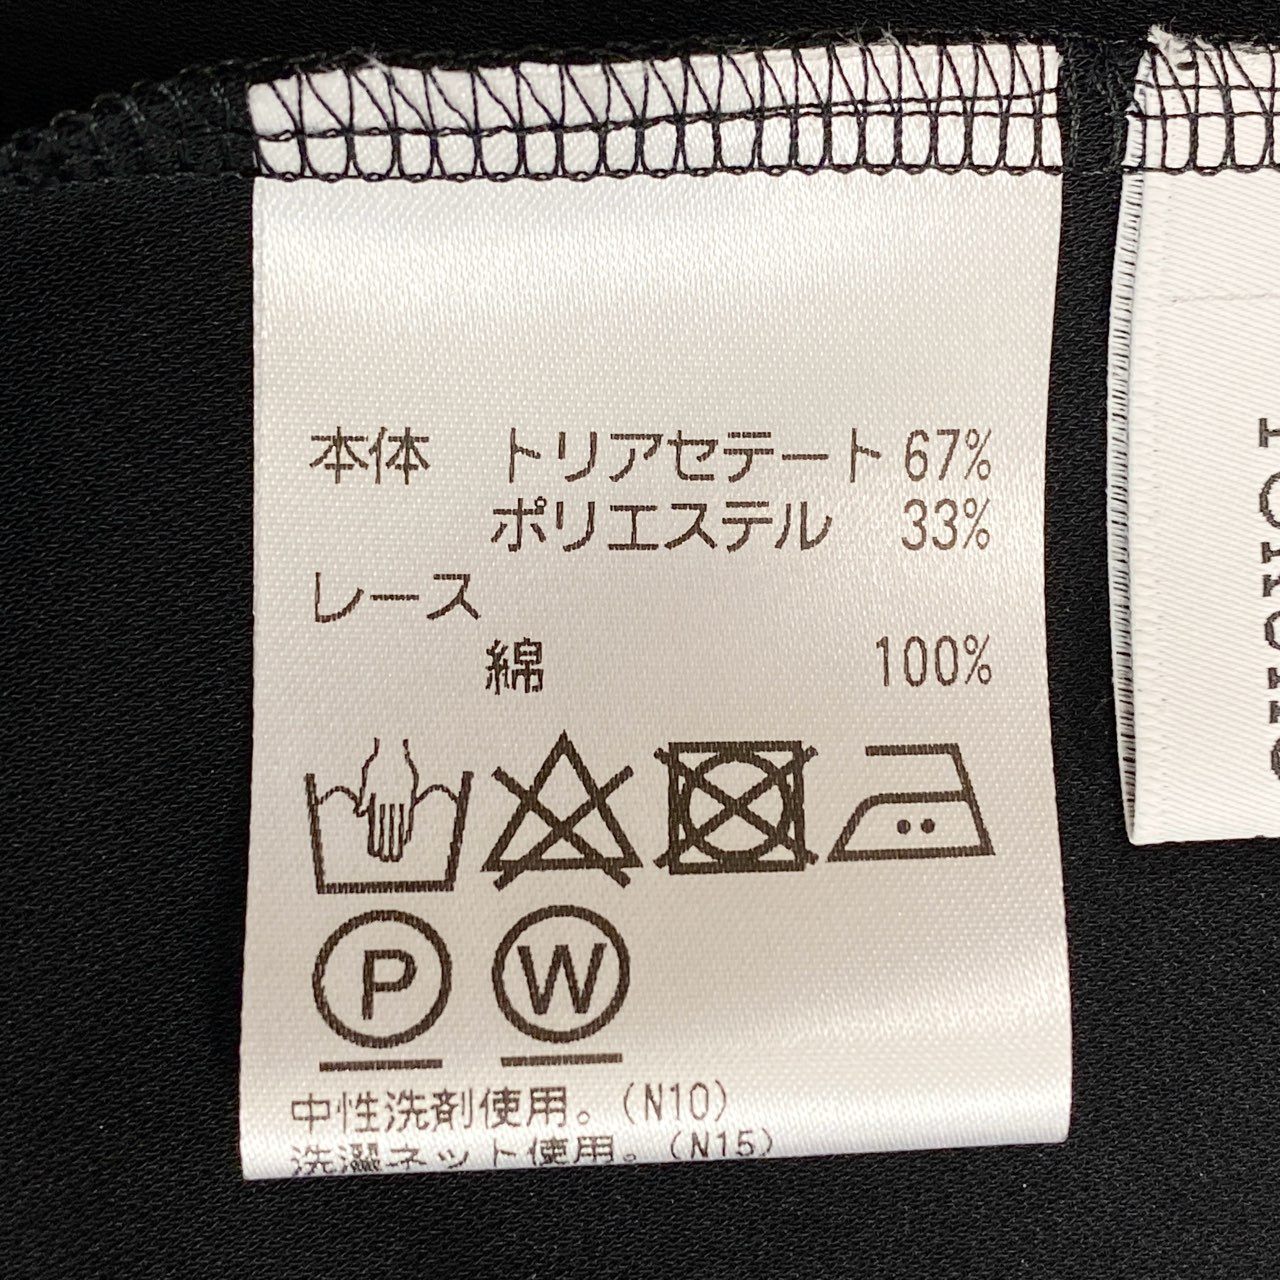 本体 トリアセテート 67%
ポリエステル 33%
レース
綿 100%
P W
中性洗剤使用。(N10)
洗濯ネット使用。(N15)